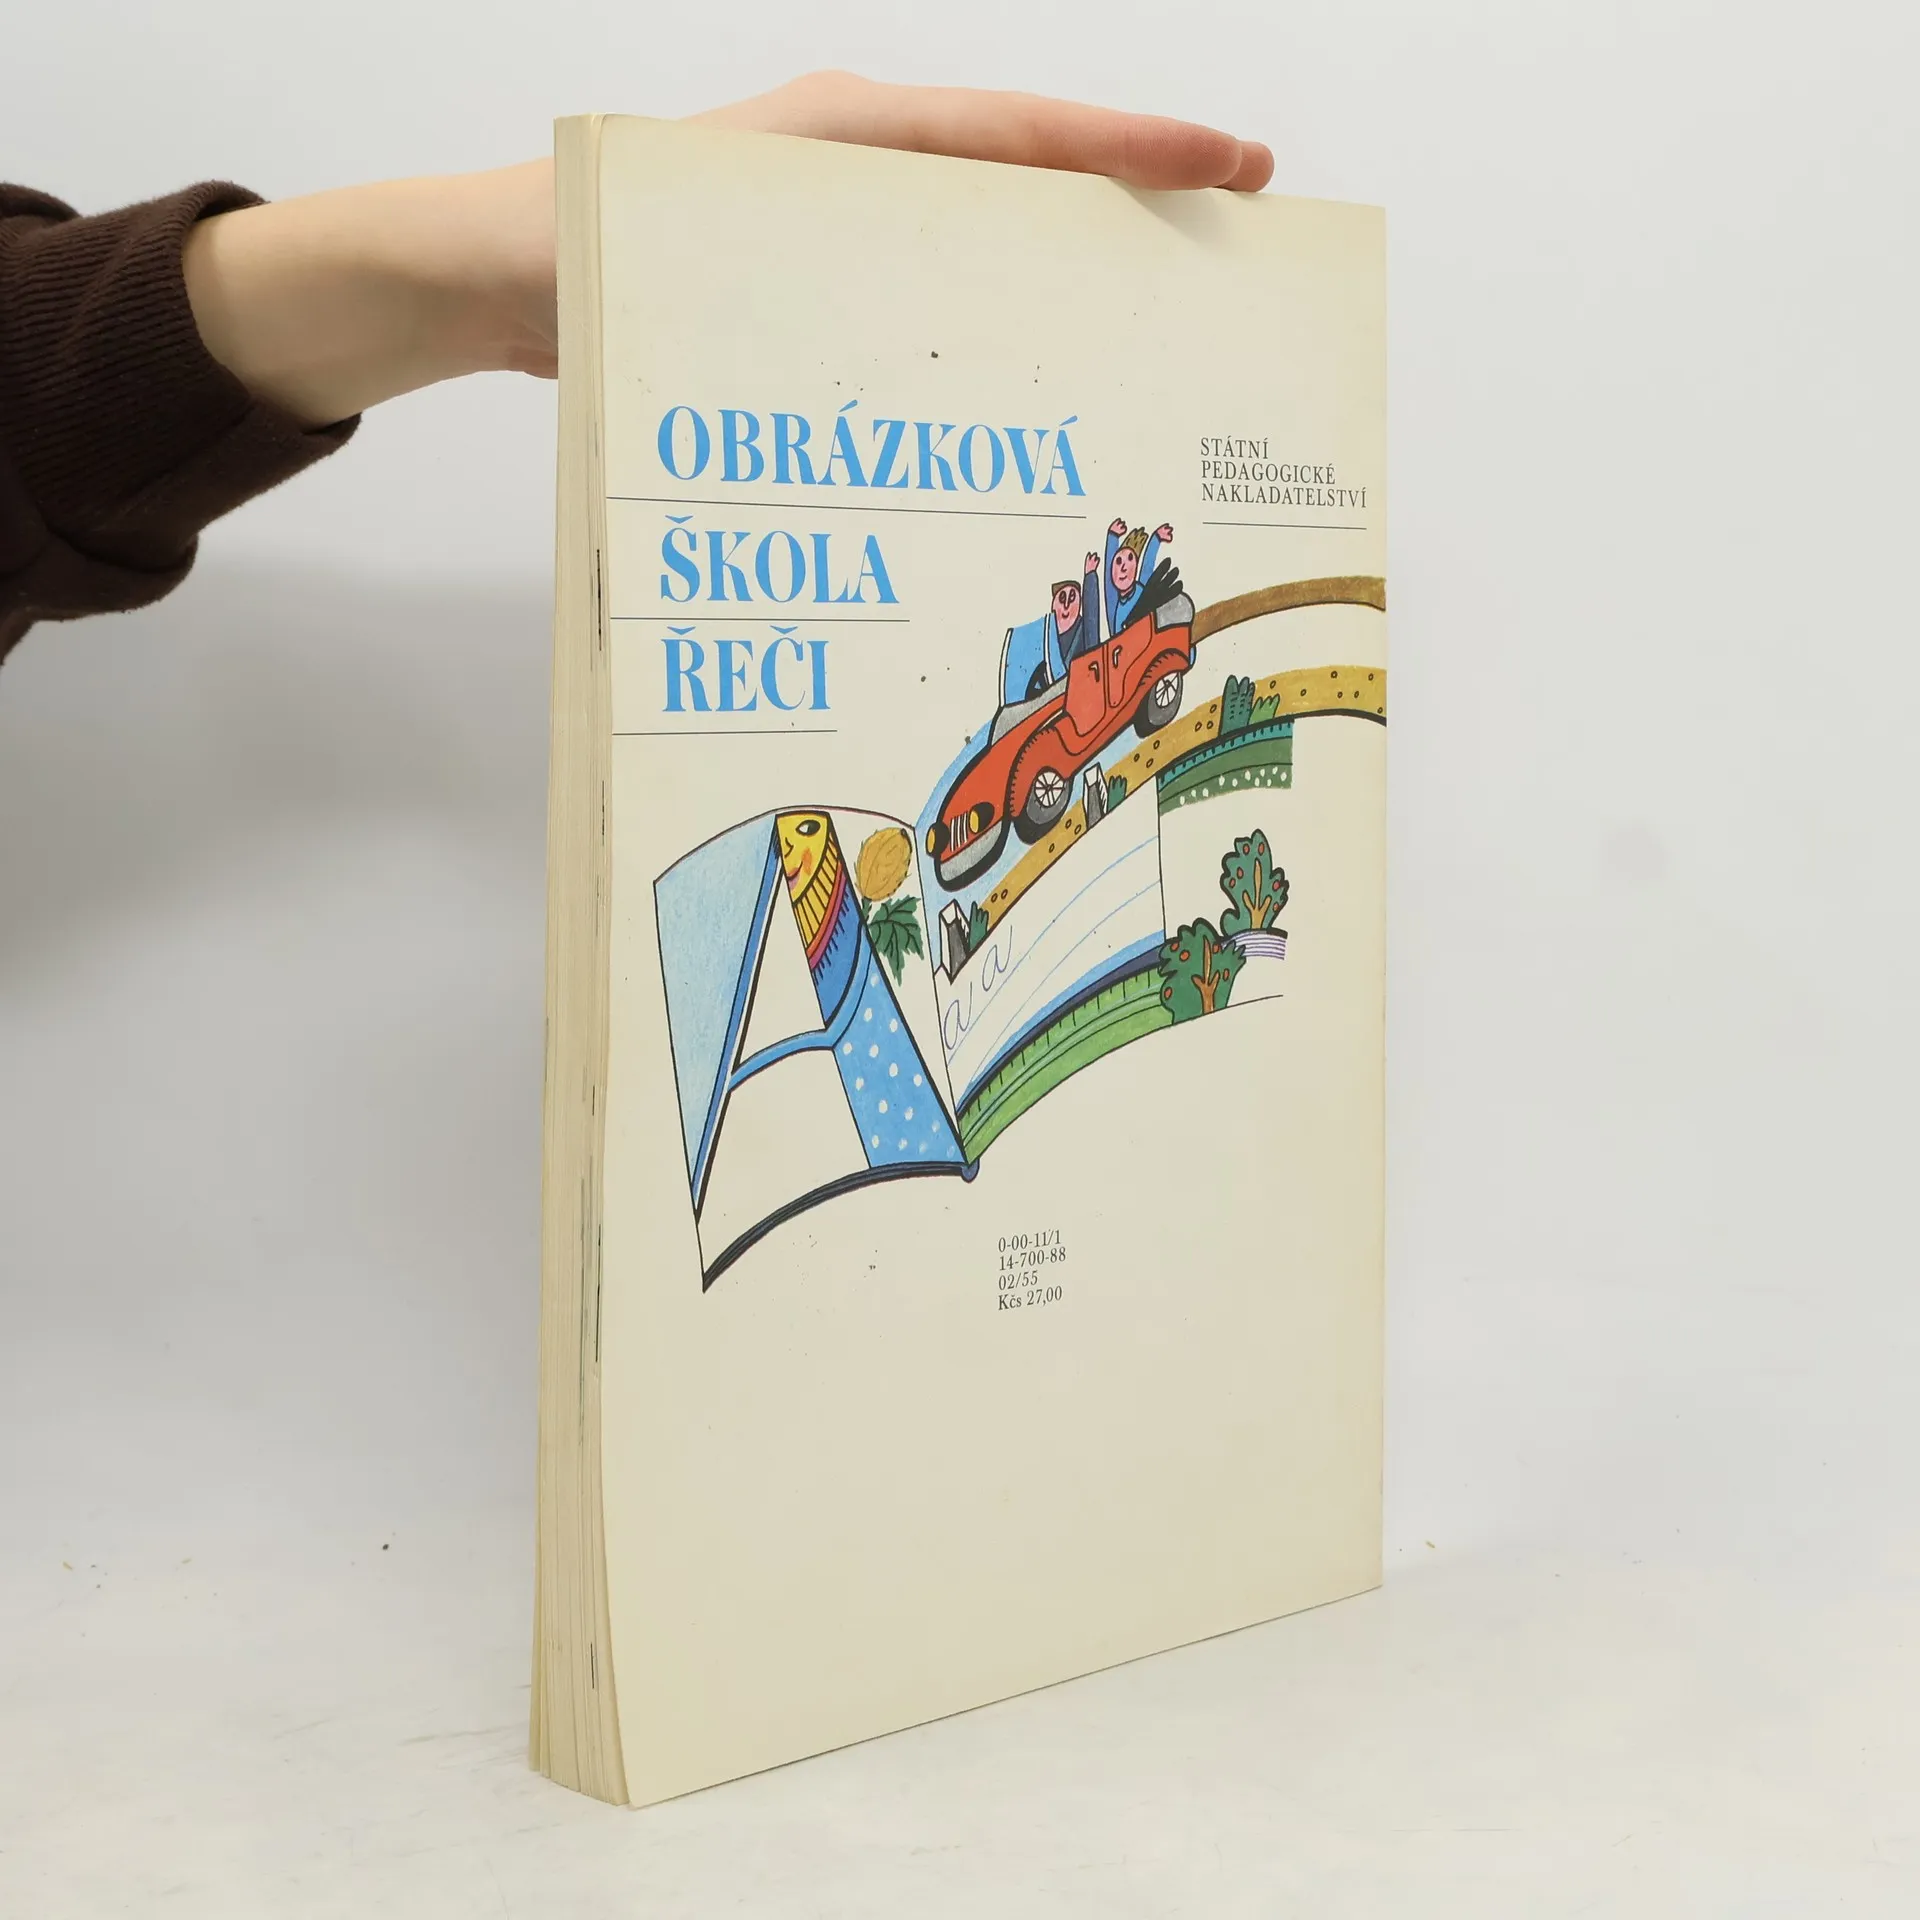 OBRÁZKOVÁ
ŠKOLA
ŘEČI
STÁTNÍ
PEDAGOGICKÉ
NAKLADATELSTVÍ
a a
0-00-11/1
14-700-88
02/55
Kčs 27,00